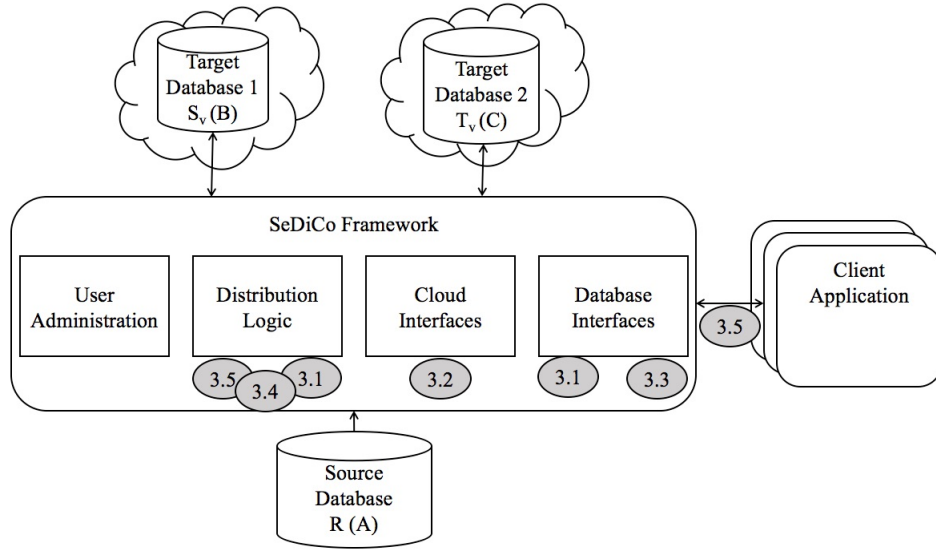 Target
Database 1
Sᵥ (B)
Target
Database 2
Tᵥ (C)
SeDiCo Framework
User
Administration
Distribution
Logic
Cloud
Interfaces
Database
Interfaces
Client
Application
3.5
3.5
3.4
3.1
3.2
3.1
3.3
Source
Database
R (A)